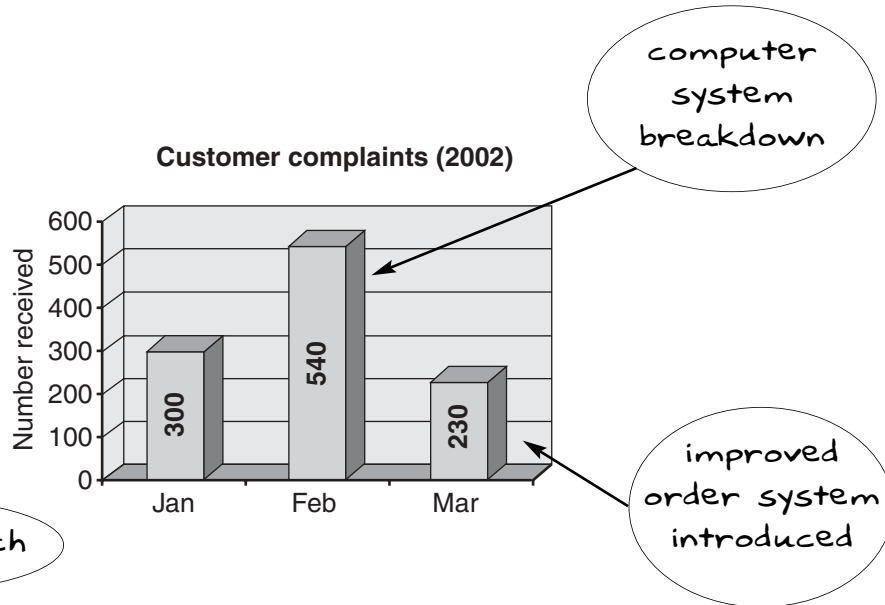 computer
system
breakdown
Customer complaints (2002)
Number received
600
500
400
300
200
100
0
300
540
230
Jan Feb Mar
improved
order system
introduced